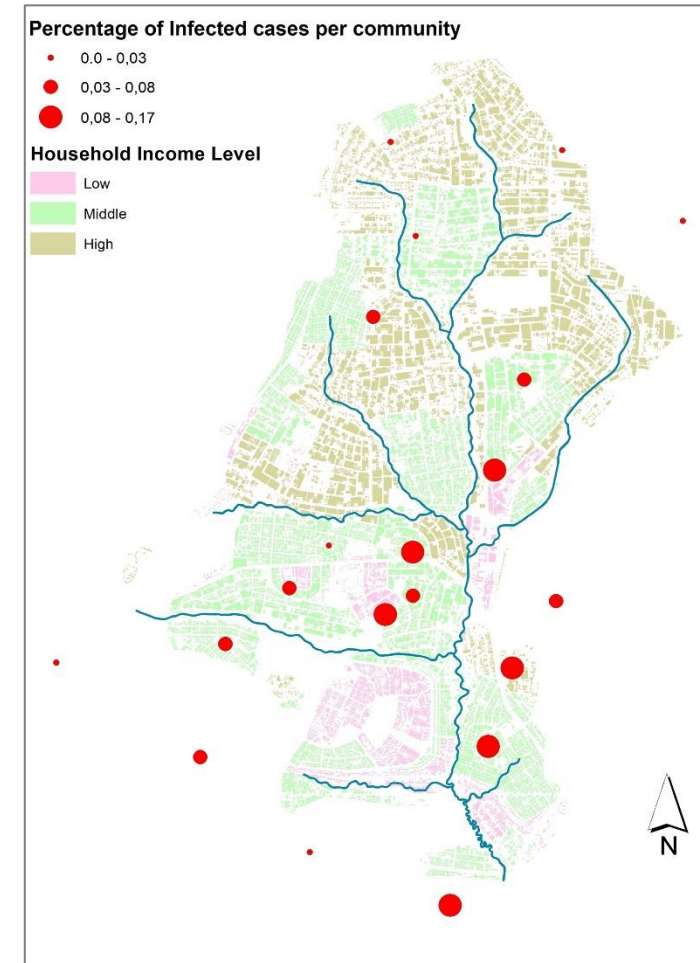 Percentage of Infected cases per community
0.0 - 0,03
0,03 - 0,08
0,08 - 0,17
Household Income Level
Low
Middle
High
N